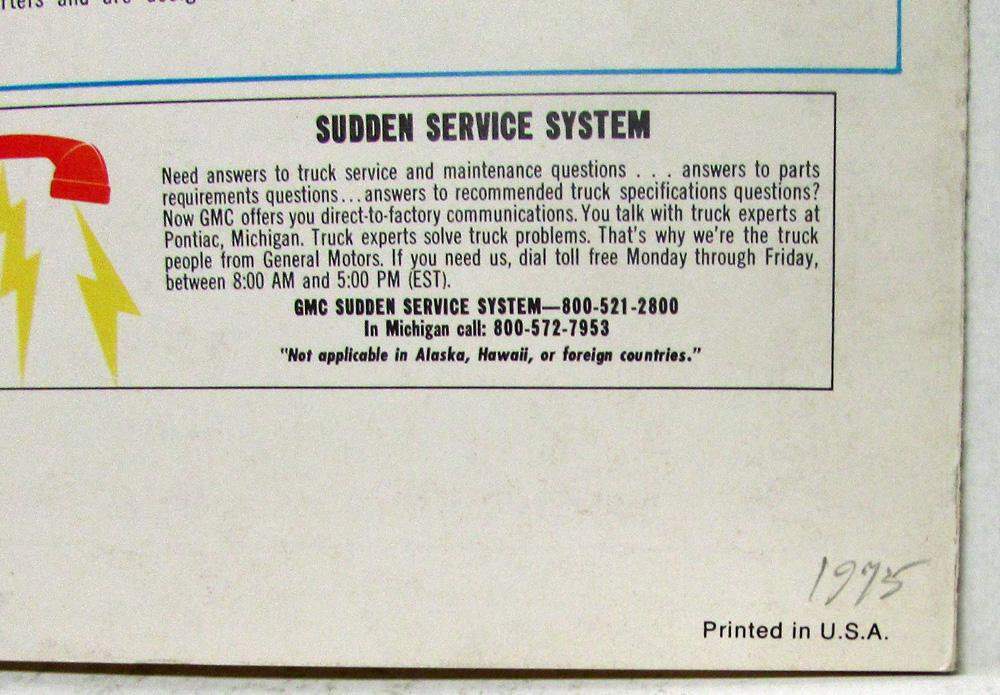 and are
SUDDEN SERVICE SYSTEM
Need answers to truck service and maintenance questions . . . answers to parts
requirements questions...answers to recommended truck specifications questions?
Now GMC offers you direct-to-factory communications. You talk with truck experts at
Pontiac, Michigan. Truck experts solve truck problems. That's why we're the truck
people from General Motors. If you need us, dial toll free Monday through Friday,
between 8:00 AM and 5:00 PM (EST).
GMC SUDDEN SERVICE SYSTEM—800-521-2800
In Michigan call: 800-572-7953
"Not applicable in Alaska, Hawaii, or foreign countries."
1975
Printed in U.S.A.